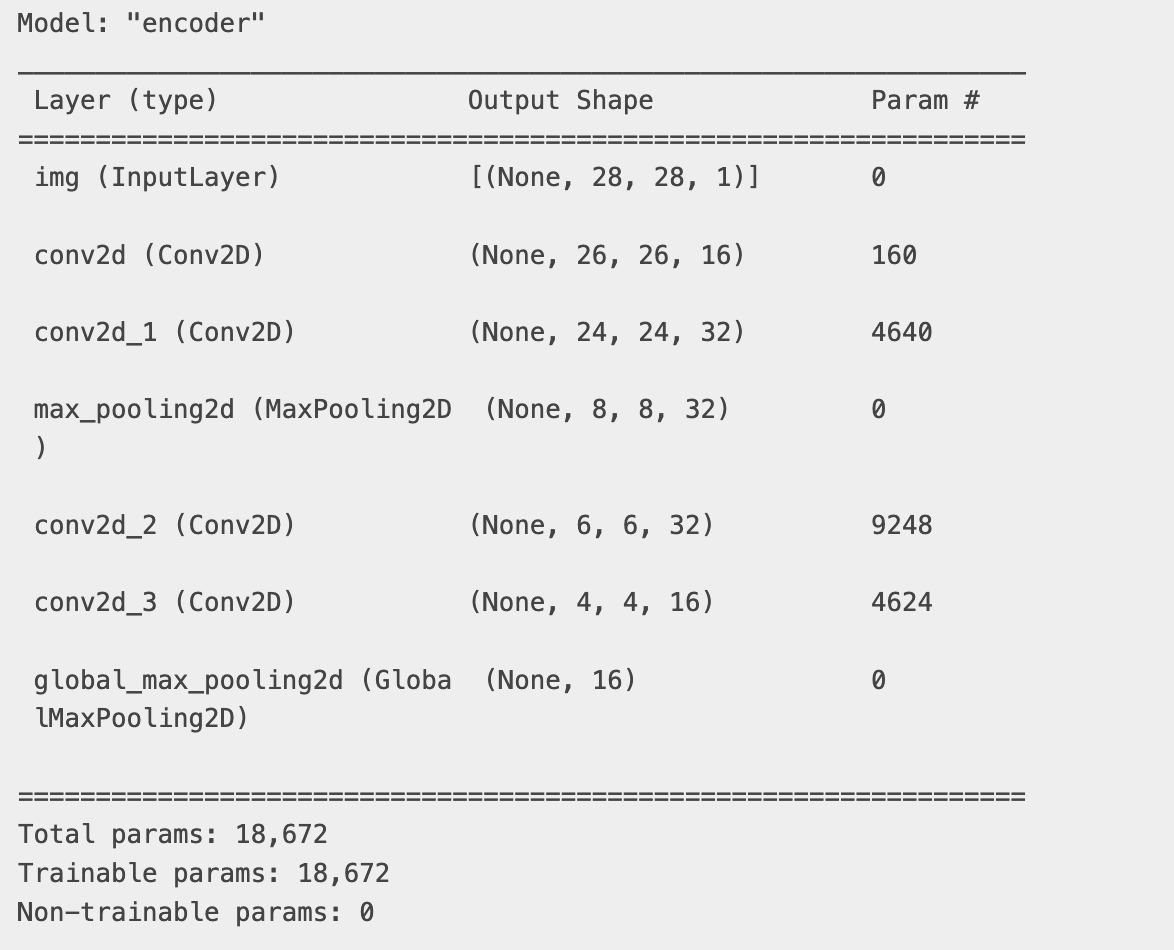 Model: "encoder"
_________________________________________________________________
 Layer (type)                Output Shape              Param #
=================================================================
 img (InputLayer)            [(None, 28, 28, 1)]       0
 conv2d (Conv2D)             (None, 26, 26, 16)        160
 conv2d_1 (Conv2D)           (None, 24, 24, 32)        4640
 max_pooling2d (MaxPooling2D  (None, 8, 8, 32)         0
 )
 conv2d_2 (Conv2D)           (None, 6, 6, 32)          9248
 conv2d_3 (Conv2D)           (None, 4, 4, 16)          4624
 global_max_pooling2d (Globa  (None, 16)               0
 lMaxPooling2D)
=================================================================
Total params: 18,672
Trainable params: 18,672
Non-trainable params: 0